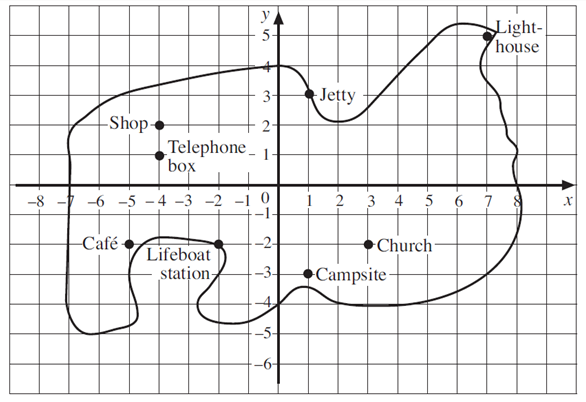 y
5
Light-
house
4
3
Jetty
Shop
2
Telephone
box
1
–8 –7 –6 –5 –4 –3 –2 –1 0 1 2 3 4 5 6 7 8 x
–1
Café
–2
Church
Lifeboat
station
–3
Campsite
–4
–5
–6